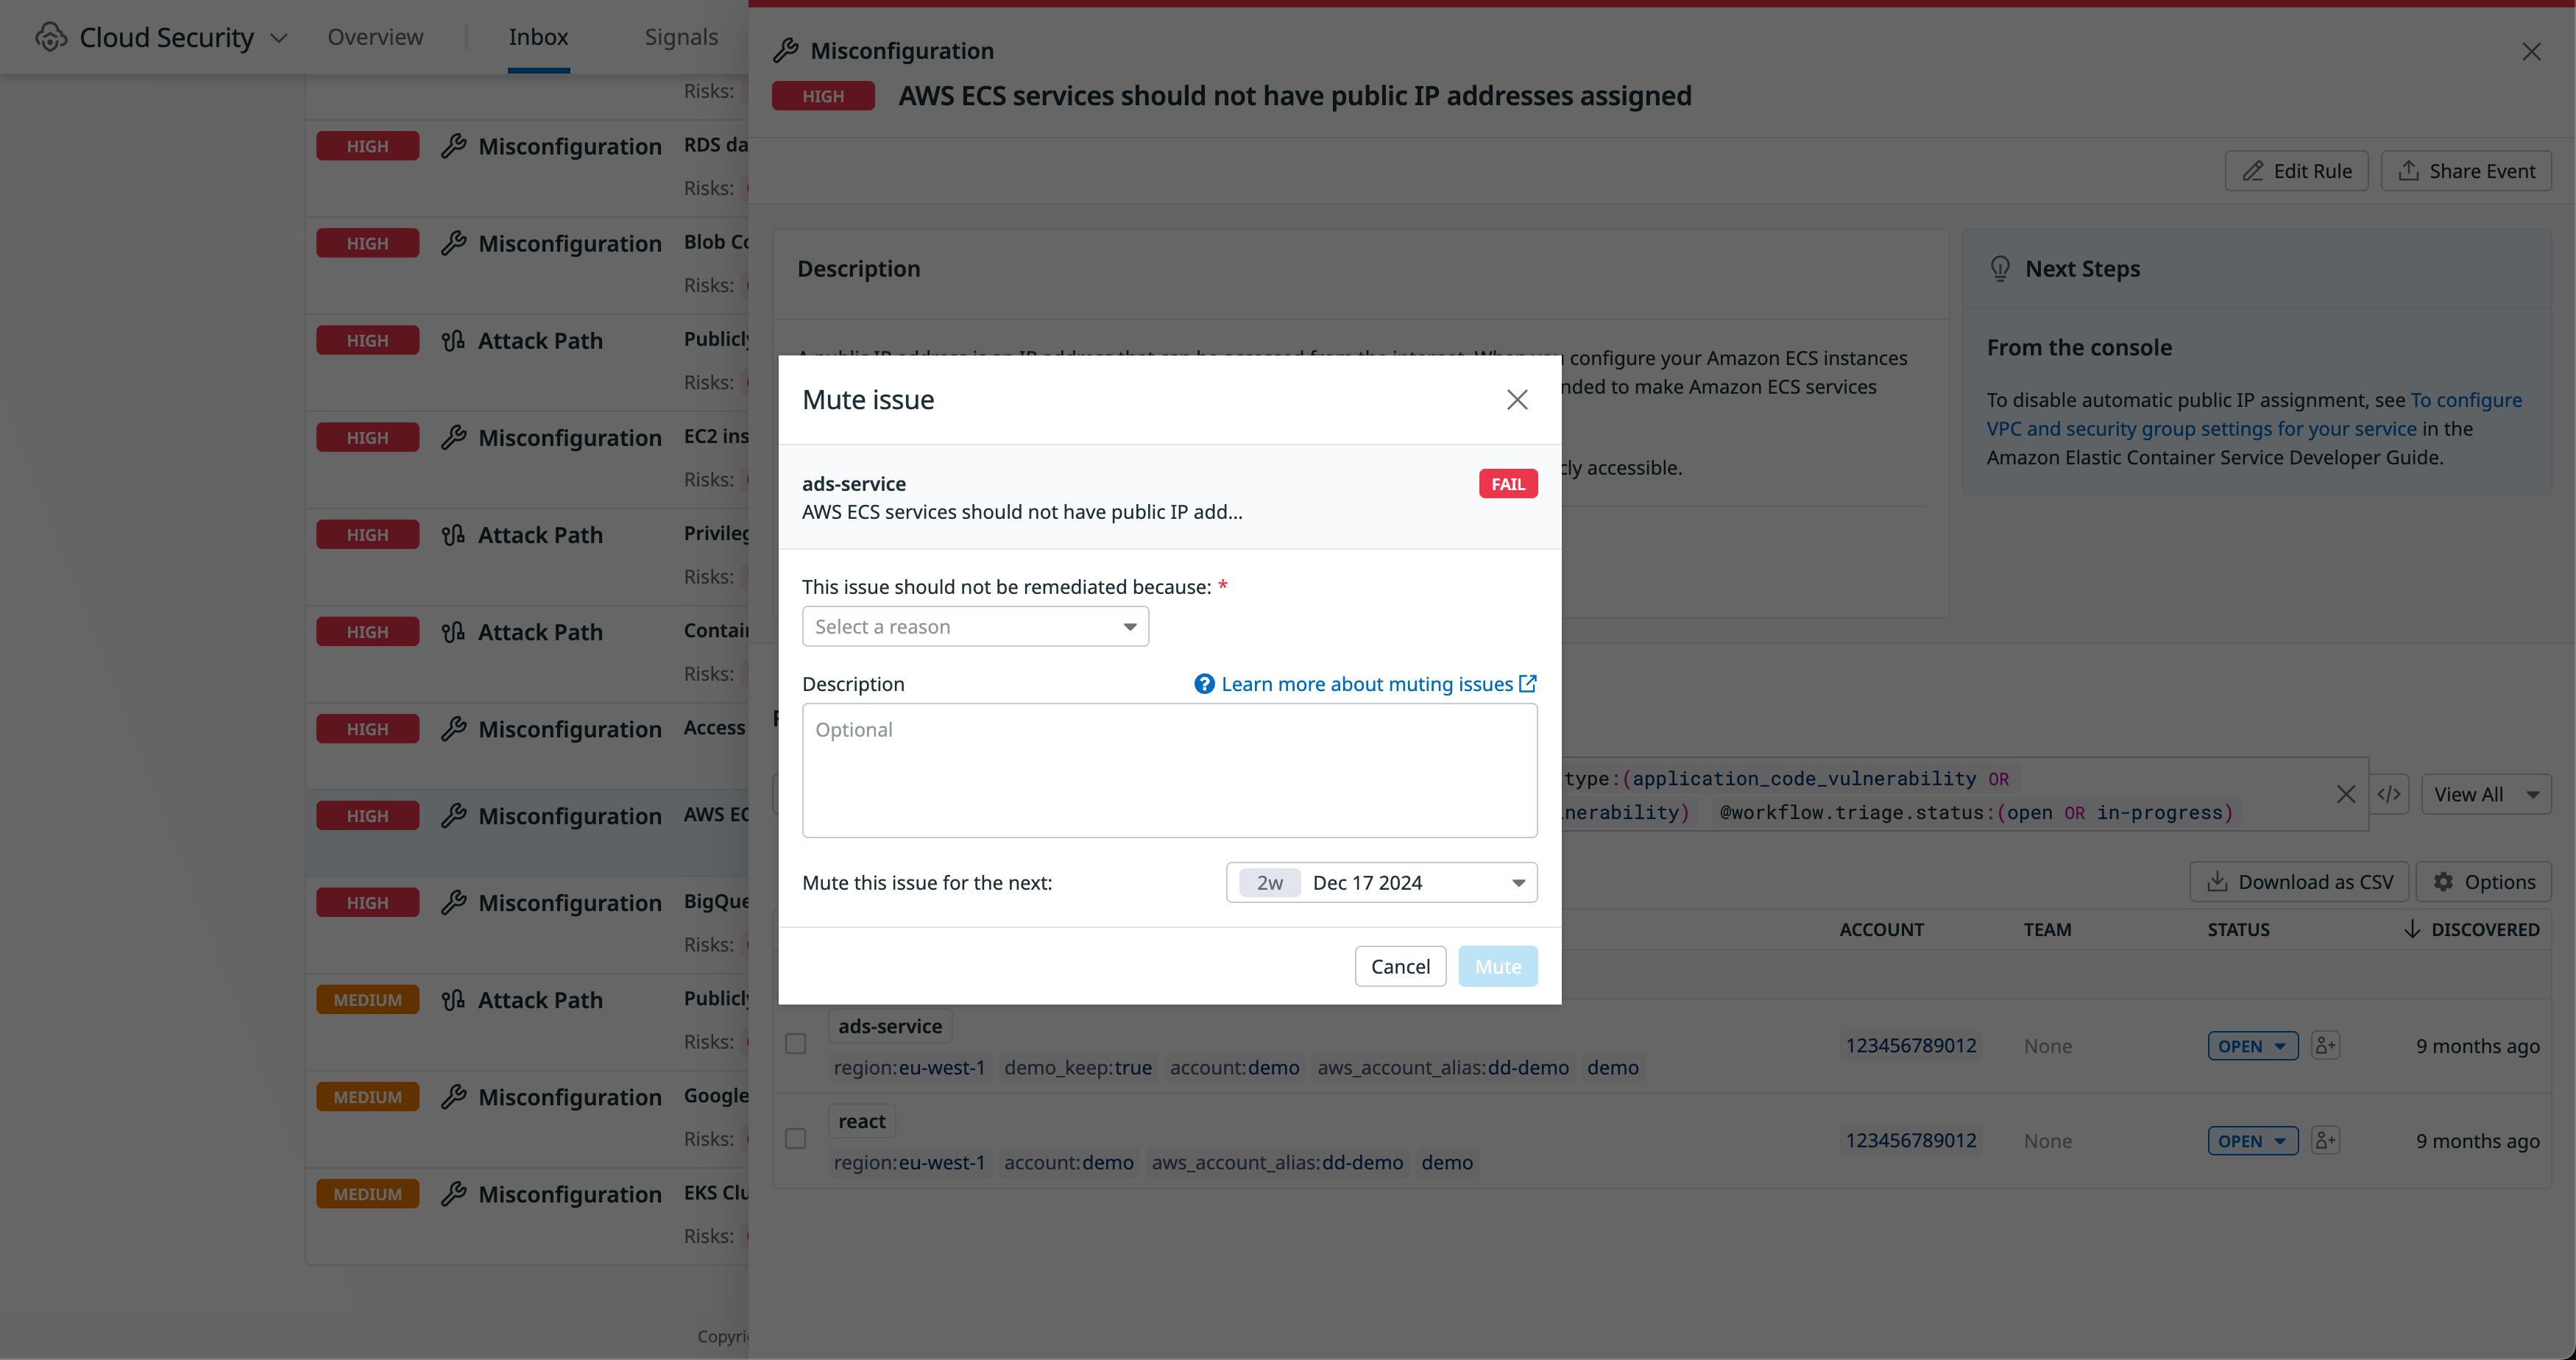 Cloud Security
Overview
Inbox
Signals
Risks:
HIGH
Misconfiguration
RDS da
Risks:
HIGH
Misconfiguration
Blob Co
Risks:
HIGH
Attack Path
Publicly
Risks:
HIGH
Misconfiguration
EC2 ins
Risks:
HIGH
Attack Path
Privileg
Risks:
HIGH
Attack Path
Contain
Risks:
HIGH
Misconfiguration
Access
HIGH
Misconfiguration
AWS EC
HIGH
Misconfiguration
BigQue
Risks:
MEDIUM
Attack Path
Publicly
Risks:
MEDIUM
Misconfiguration
Google
Risks:
MEDIUM
Misconfiguration
EKS Clu
Risks:
Copyri
Misconfiguration
HIGH
AWS ECS services should not have public IP addresses assigned
Edit Rule
Share Event
Description
configure your Amazon ECS instances
nded to make Amazon ECS services
cly accessible.
Next Steps
From the console
To disable automatic public IP assignment, see To configure
VPC and security group settings for your service in the
Amazon Elastic Container Service Developer Guide.
Mute issue
ads-service
FAIL
AWS ECS services should not have public IP add...
This issue should not be remediated because: *
Select a reason
Description
Learn more about muting issues
Optional
Mute this issue for the next:
2w Dec 17 2024
Cancel
Mute
type:(application_code_vulnerability OR
nerability) @workflow.triage.status:(open OR in-progress)
</>
View All
Download as CSV
Options
ACCOUNT
TEAM
STATUS
DISCOVERED
ads-service
region:eu-west-1 demo_keep:true account:demo aws_account_alias:dd-demo demo
123456789012
None
OPEN
9 months ago
react
region:eu-west-1 account:demo aws_account_alias:dd-demo demo
123456789012
None
OPEN
9 months ago